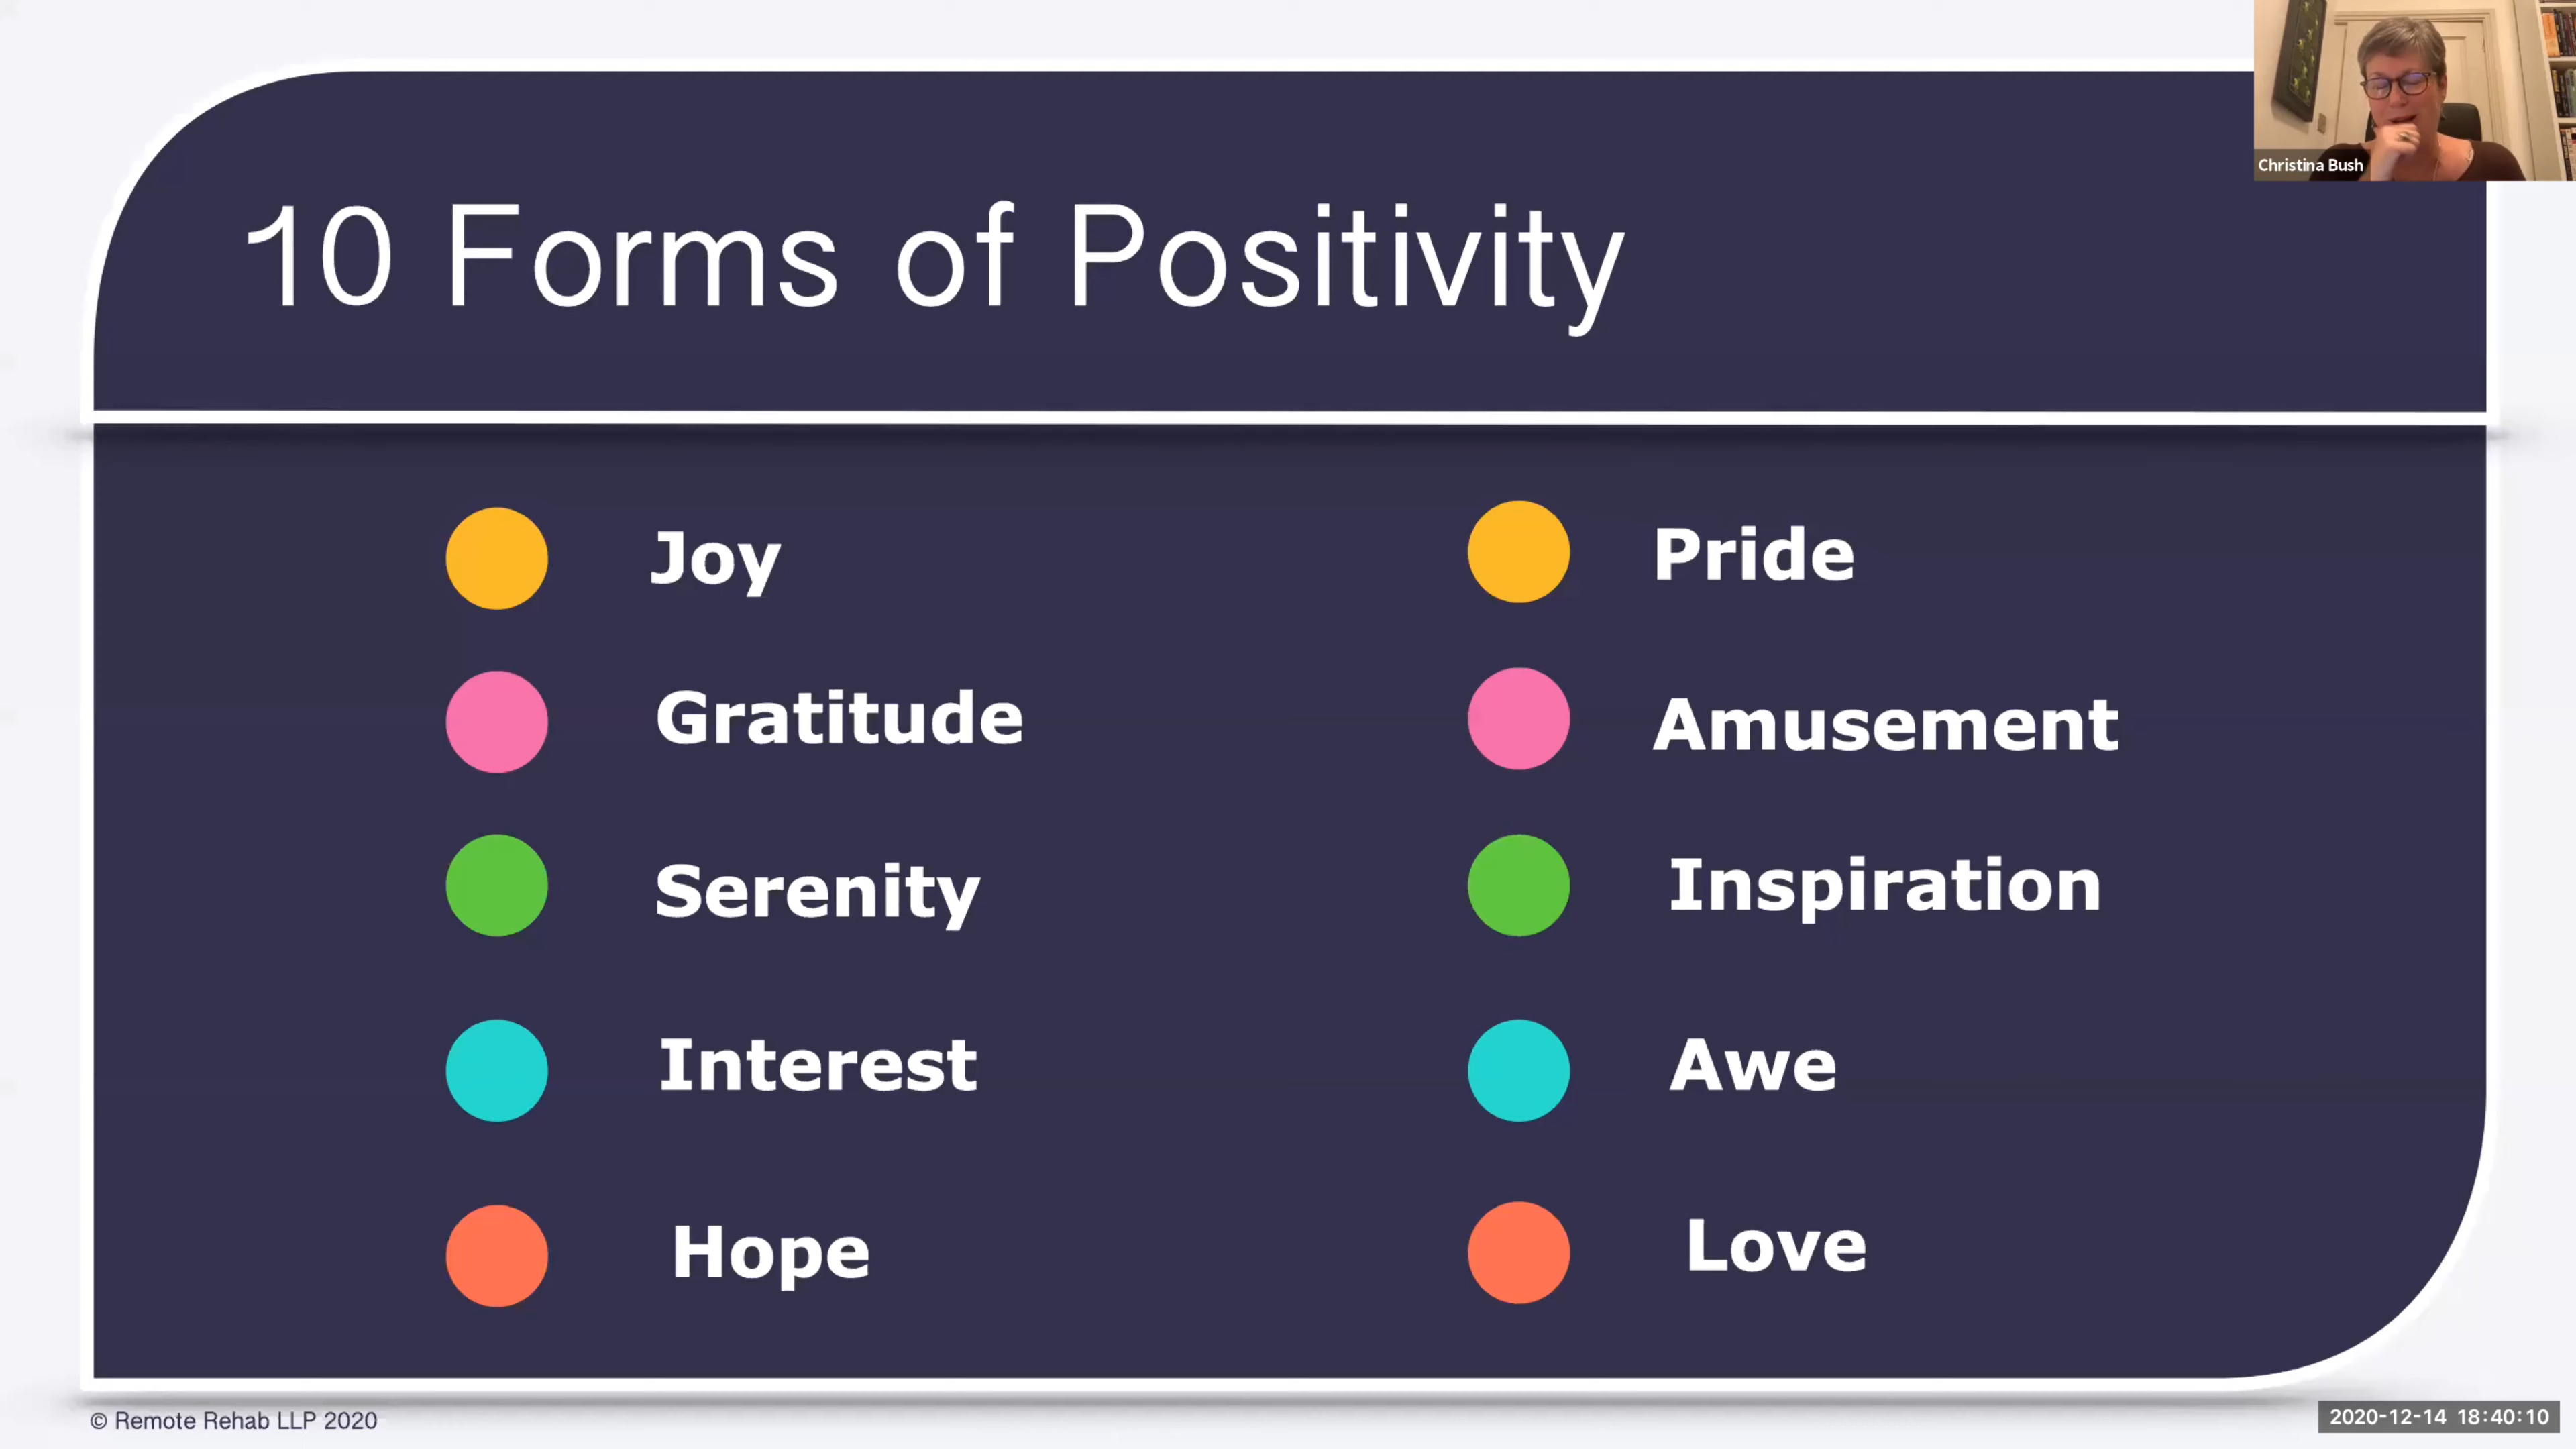 Christina Bush
10 Forms of Positivity
Joy
Gratitude
Serenity
Interest
Hope
Pride
Amusement
Inspiration
Awe
Love
© Remote Rehab LLP 2020
2020-12-14 18:40:10